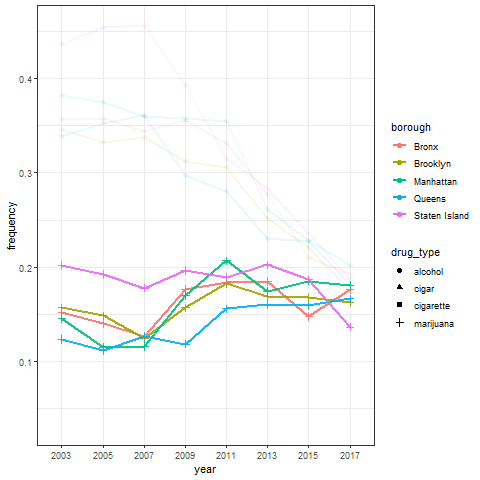 0.4
0.3
0.2
0.1
frequency
2003 2005 2007 2009 2011 2013 2015 2017
year
borough
Bronx
Brooklyn
Manhattan
Queens
Staten Island
drug_type
alcohol
cigar
cigarette
marijuana